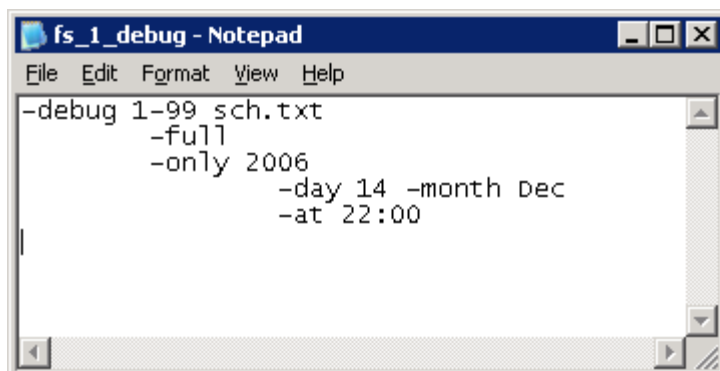 fs_1_debug - Notepad
File Edit Format View Help
-debug 1-99 sch.txt
-full
-only 2006
-day 14 -month Dec
-at 22:00